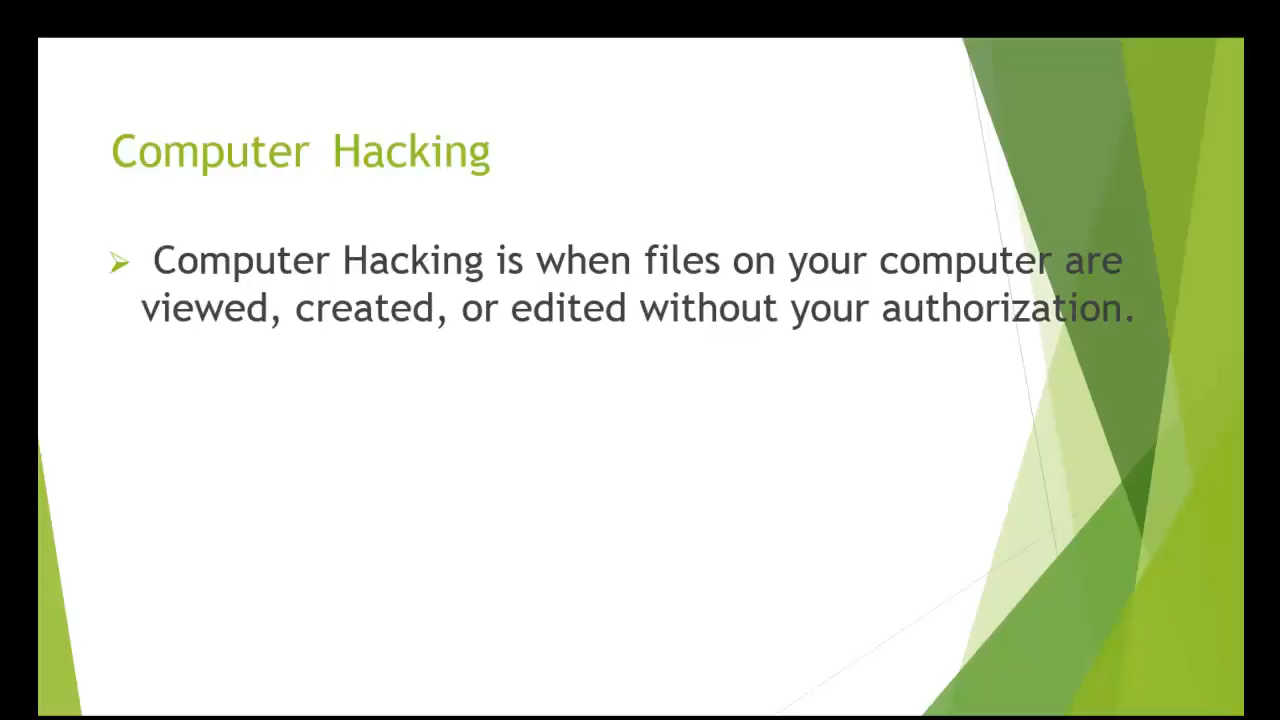 Computer Hacking
Computer Hacking is when files on your computer are
viewed, created, or edited without your authorization.